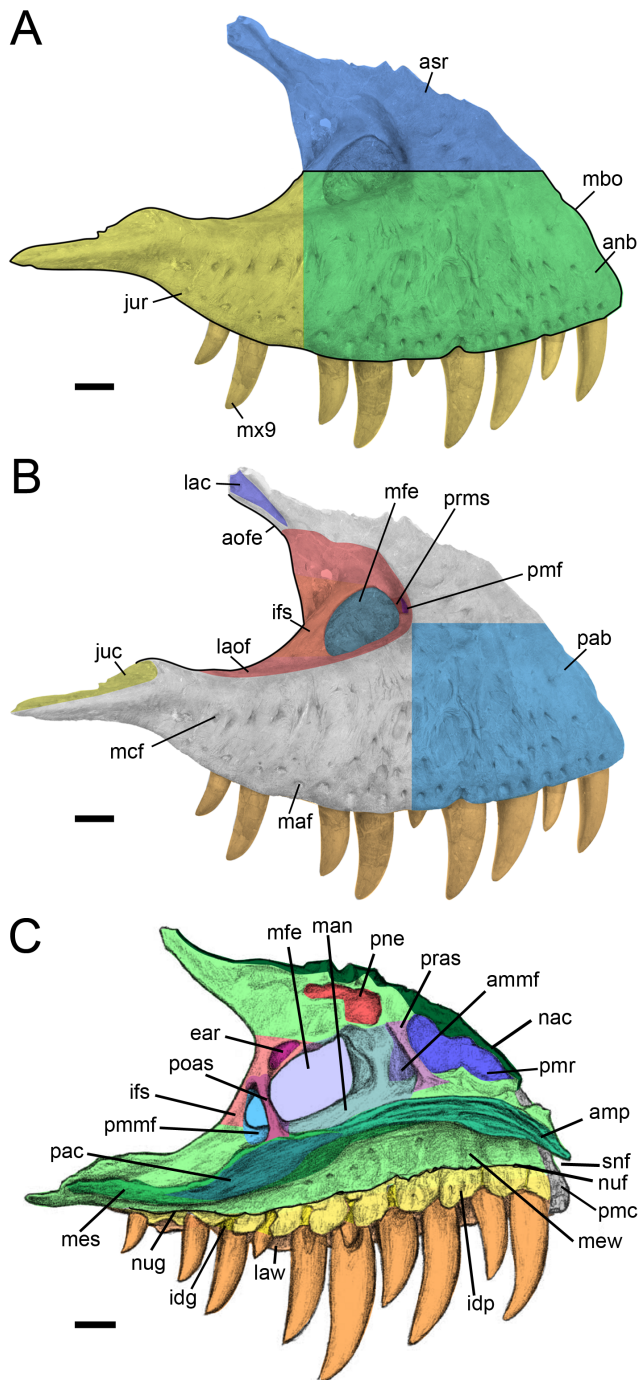 A
asr
mbo
anb
jur
mx9
B
lac
mfe
prms
aofe
pmf
ifs
juc
laof
pab
mcf
maf
C
man
mfe
pne
pras
ammf
nac
ear
poas
pmr
ifs
pmmf
amp
pac
snf
nuf
pmc
mes
mew
nug
law
idg
idp